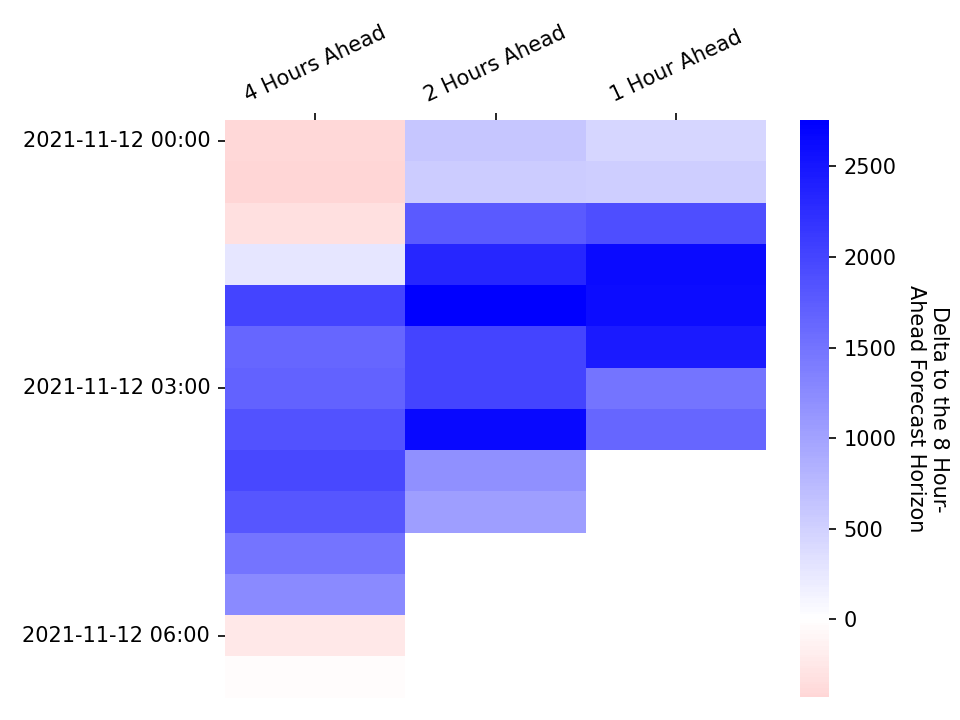 4 Hours Ahead
2 Hours Ahead
1 Hour Ahead
2021-11-12 00:00
2021-11-12 03:00
2021-11-12 06:00
2500
2000
1500
1000
500
0
Delta to the 8 Hour-
Ahead Forecast Horizon